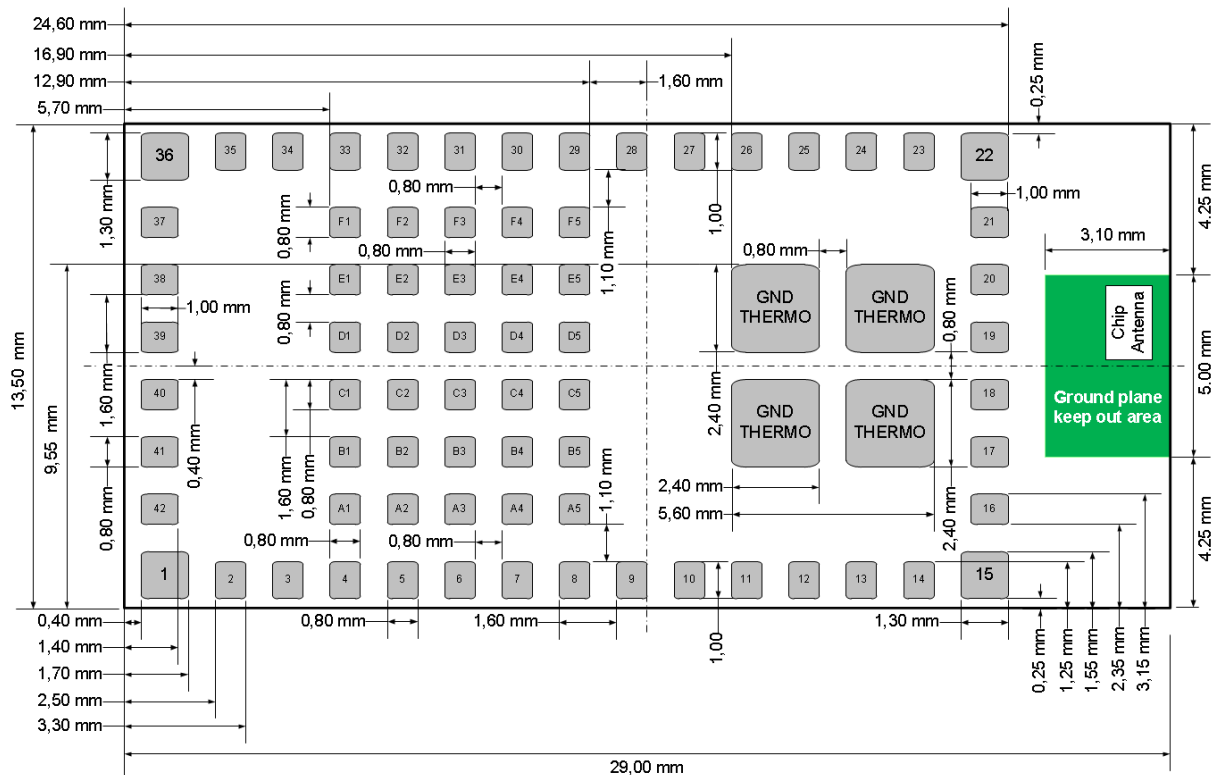 24,60 mm
16,90 mm
12,90 mm
1,60 mm
5,70 mm
0,25 mm
36
35
34
33
32
31
30
29
28
27
26
25
24
23
22
1,30 mm
0,80 mm
1,00
1,00 mm
4.25 mm
37
F1
F2
F3
F4
F5
21
0,80 mm
0,80 mm
1,10 mm
0,80 mm
3,10 mm
38
E1
E2
E3
E4
E5
GND
THERMO
GND
THERMO
20
1,00 mm
0,80 mm
0,80 mm
Chip
Antenna
39
D1
D2
D3
D4
D5
19
13,50 mm
9,55 mm
1,60 mm
0,40 mm
5.00 mm
40
C1
C2
C3
C4
C5
GND
THERMO
GND
THERMO
18
2,40 mm
Ground plane
keep out area
41
B1
B2
B3
B4
B5
17
0,80 mm
1,60 mm
0,80 mm
1,10 mm
2,40 mm
5,60 mm
2,40 mm
42
A1
A2
A3
A4
A5
16
0,80 mm
0,80 mm
4.25 mm
1
2
3
4
5
6
7
8
9
10
11
12
13
14
15
0,40 mm
0,80 mm
1,60 mm
1,00
1,30 mm
0,25 mm
1,25 mm
1,55 mm
2,35 mm
3,15 mm
1,40 mm
1,70 mm
2,50 mm
3,30 mm
29,00 mm